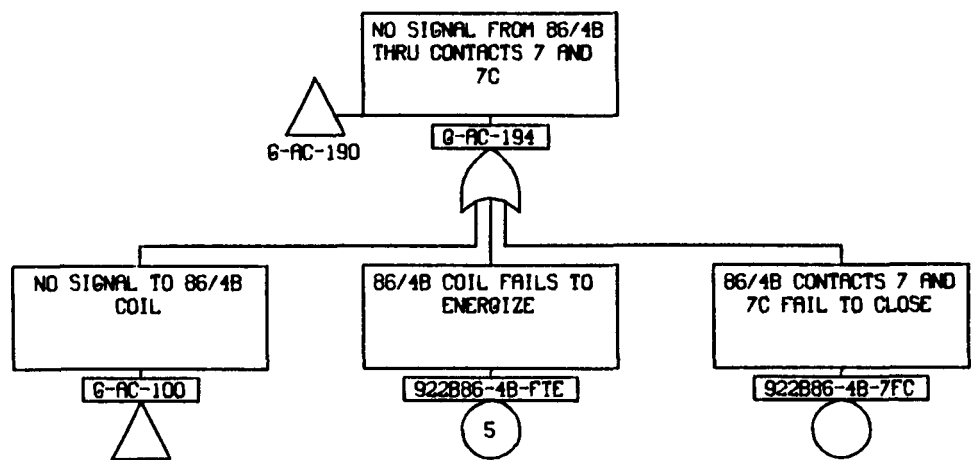 NO SIGNAL FROM 86/4B
THRU CONTACTS 7 AND
7C
G-AC-190
G-AC-194
NO SIGNAL TO 86/4B
COIL
86/4B COIL FAILS TO
ENERGIZE
86/4B CONTACTS 7 AND
7C FAIL TO CLOSE
G-AC-100
922B86-4B-FTE
922B86-4B-7FC
5